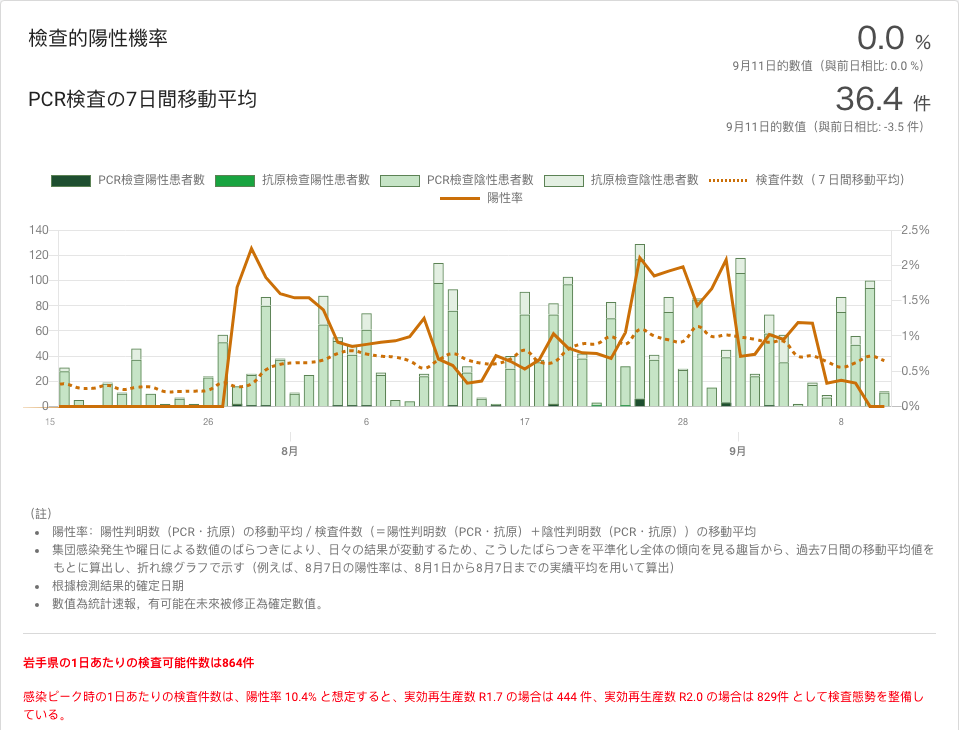 檢查的陽性機率
0.0 %
9月11日的數值（與前日相比: 0.0 %）
PCR検査の7日間移動平均
36.4 件
9月11日的數值（與前日相比: -3.5 件）
PCR檢查陽性患者數 抗原檢查陽性患者數 PCR檢查陰性患者數 抗原檢查陰性患者數 検査件数（７日間移動平均）
陽性率
140 2.5%
120 2%
100 1.5%
80 1%
60 0.5%
40 0%
20
0
15 26 6 17 28 8
8月 9月
（註）
• 陽性率：陽性判明数（PCR・抗原）の移動平均 / 検査件数（＝陽性判明数（PCR・抗原）＋陰性判明数（PCR・抗原））の移動平均
• 集団感染発生や曜日による数値のばらつきにより、日々の結果が変動するため、こうしたばらつきを平準化し全体の傾向を見る趣旨から、過去7日間の移動平均値を
もとに算出し、折れ線グラフで示す（例えば、8月7日の陽性率は、8月1日から8月7日までの実績平均を用いて算出）
• 根據檢測結果的確定日期
• 數值為統計速報，有可能在未來被修正為確定數值。
岩手県の1日あたりの検査可能件数は864件
感染ピーク時の1日あたりの検査件数は、陽性率 10.4% と想定すると、実効再生産数 R1.7 の場合は 444 件、実効再生産数 R2.0 の場合は 829件 として検査態勢を整備し
ている。